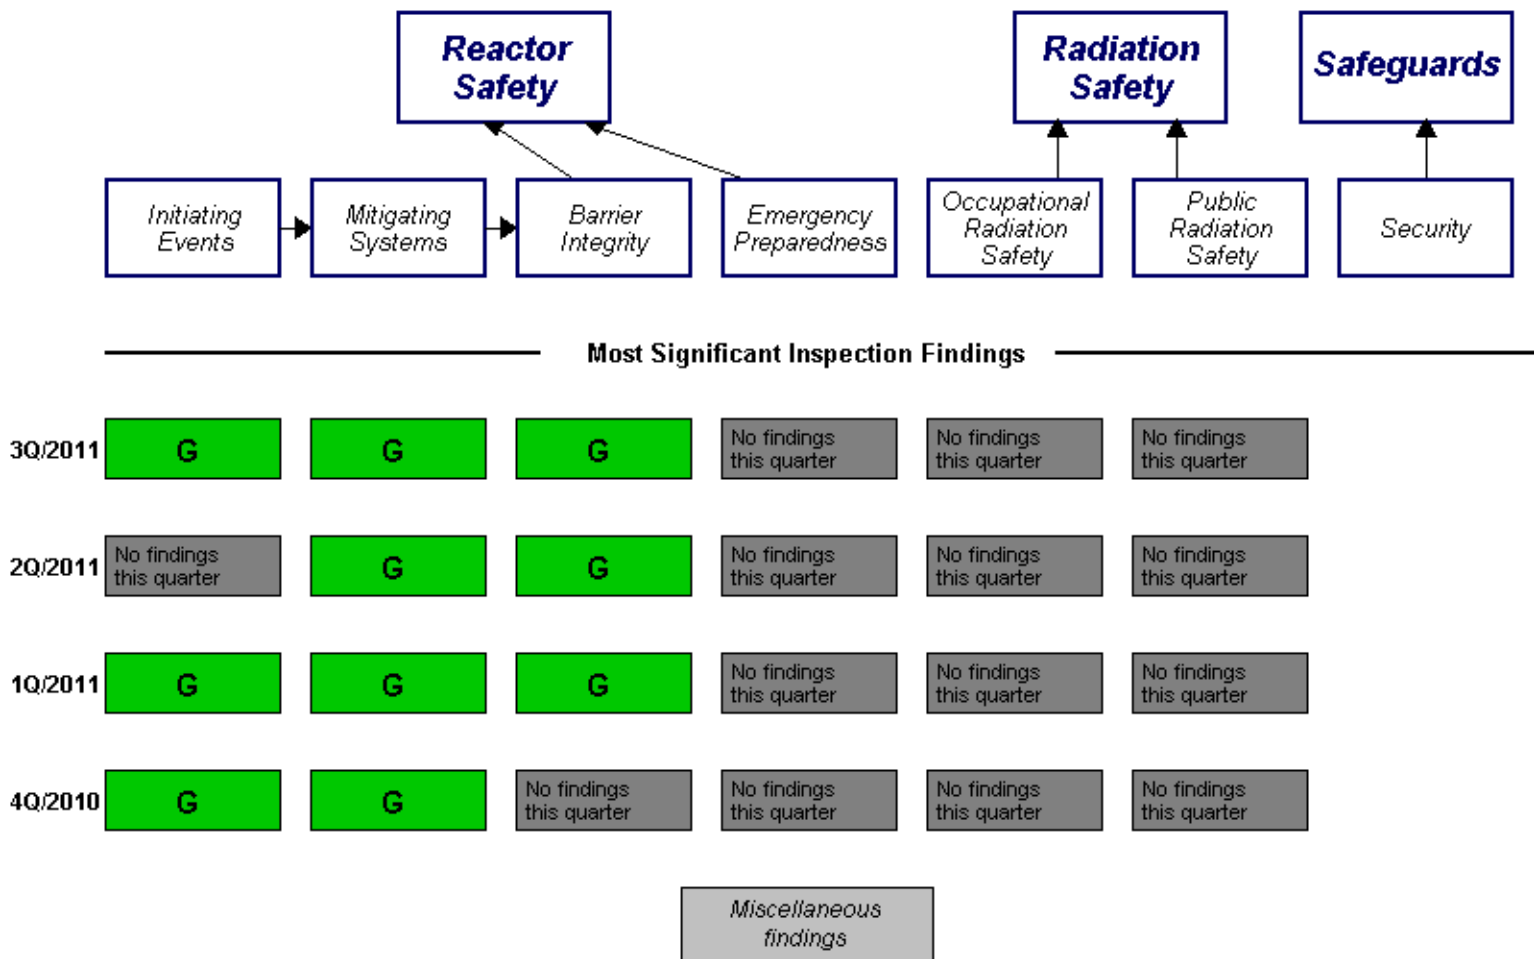 Reactor
Safety
Radiation
Safety
Safeguards
Initiating
Events
Mitigating
Systems
Barrier
Integrity
Emergency
Preparedness
Occupational
Radiation
Safety
Public
Radiation
Safety
Security
Most Significant Inspection Findings
3Q/2011
G
G
G
No findings
this quarter
No findings
this quarter
No findings
this quarter
2Q/2011
No findings
this quarter
G
G
No findings
this quarter
No findings
this quarter
No findings
this quarter
1Q/2011
G
G
G
No findings
this quarter
No findings
this quarter
No findings
this quarter
4Q/2010
G
G
No findings
this quarter
No findings
this quarter
No findings
this quarter
No findings
this quarter
Miscellaneous
findings